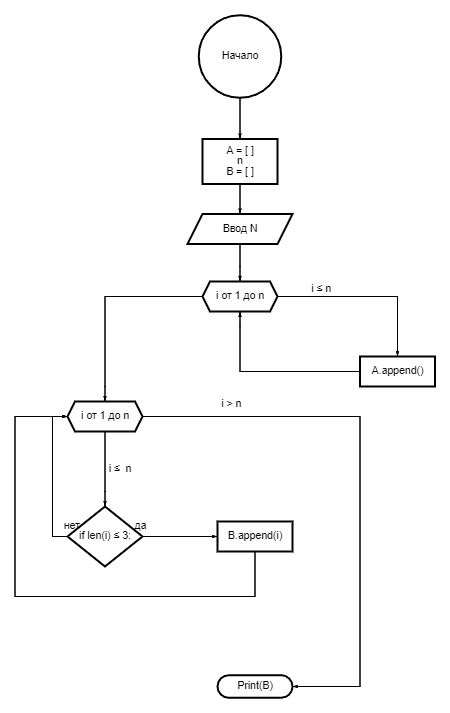 Начало
A = [ ]
n
B = [ ]
Ввод N
i от 1 до n
i ≤ n
A.append()
i от 1 до n
i > n
i ≤ n
нет
да
if len(i) ≤ 3:
B.append(i)
Print(B)